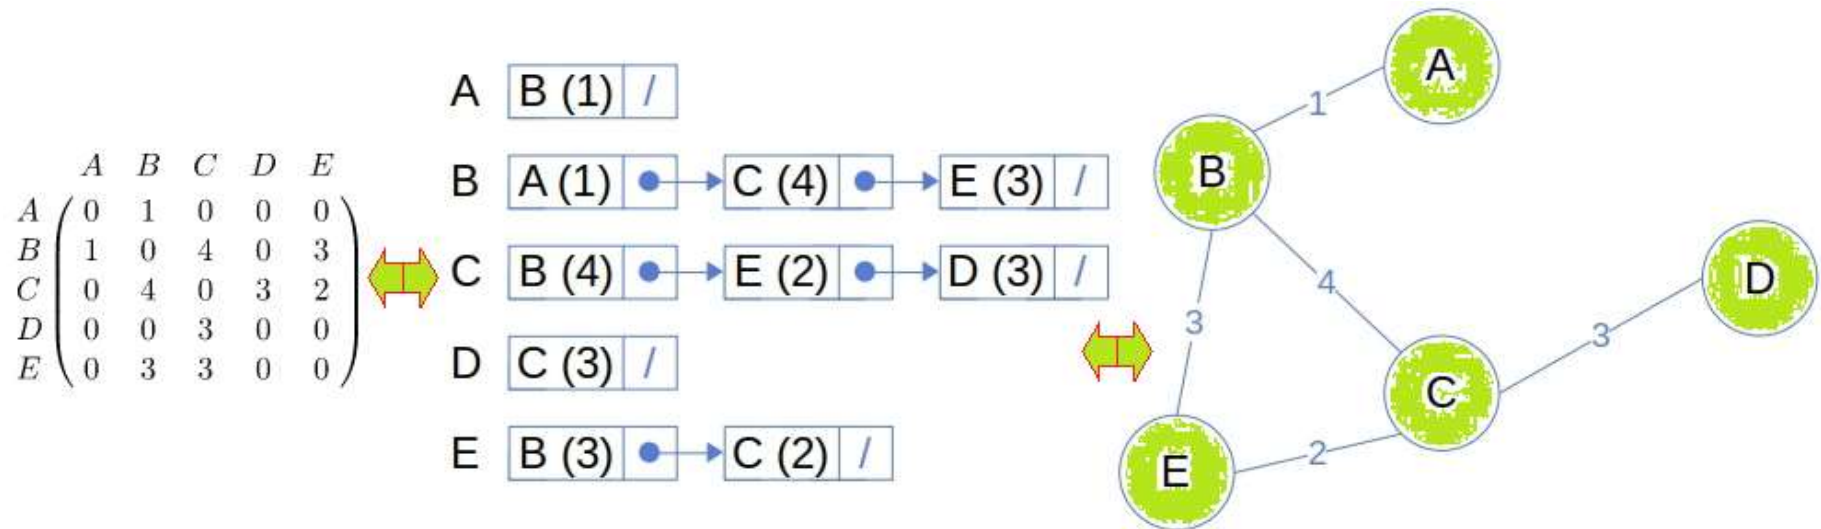 A B C D E
A 0 1 0 0 0
B 1 0 4 0 3
C 0 4 0 3 2
D 0 0 3 0 0
E 0 3 3 0 0
A B (1) /
B A (1) C (4) E (3) /
C B (4) E (2) D (3) /
D C (3) /
E B (3) C (2) /
A
1
B
D
4
3
3
C
2
E